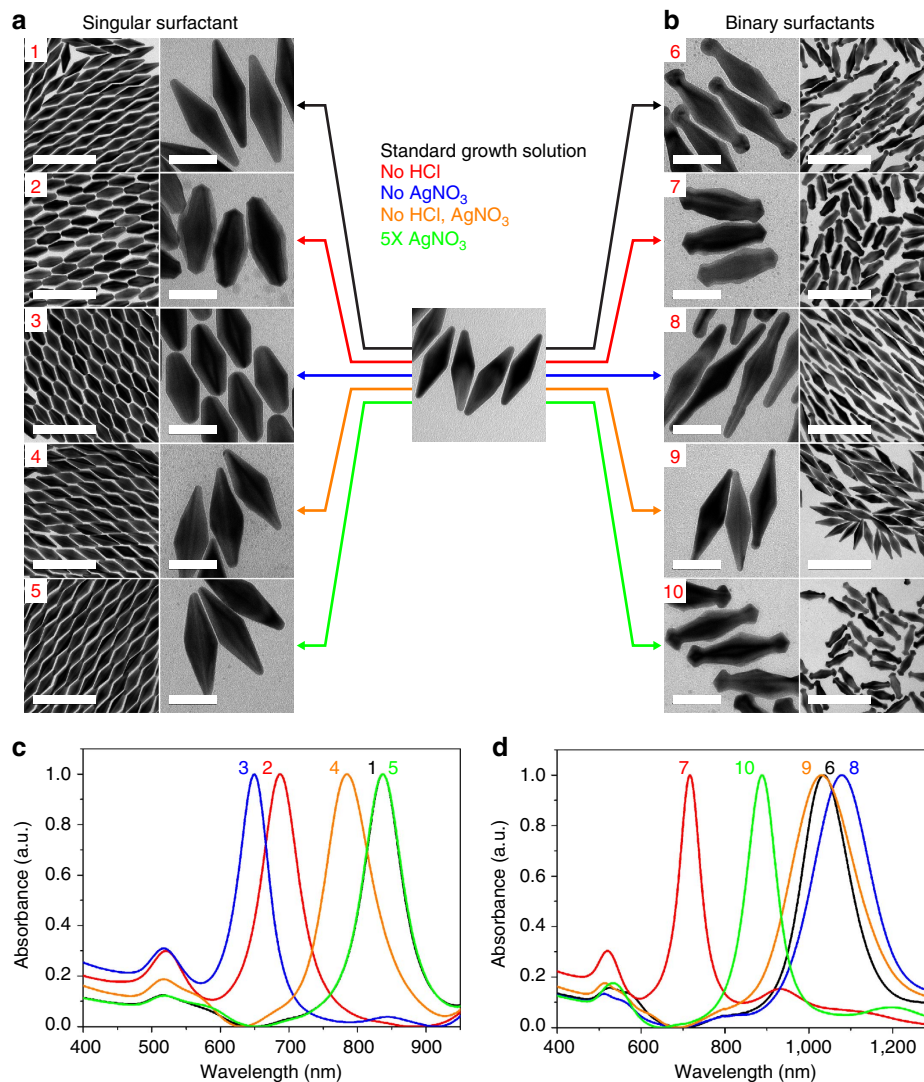 a Singular surfactant
b Binary surfactants
1
2
3
4
5
Standard growth solution
No HCl
No AgNO₃
No HCl, AgNO₃
5X AgNO₃
6
7
8
9
10
c
3 2 4 1 5
1.0
0.8
0.6
0.4
0.2
0.0
Absorbance (a.u.)
400 500 600 700 800 900
Wavelength (nm)
d
7 10 9 6 8
1.0
0.8
0.6
0.4
0.2
0.0
Absorbance (a.u.)
400 600 800 1,000 1,200
Wavelength (nm)